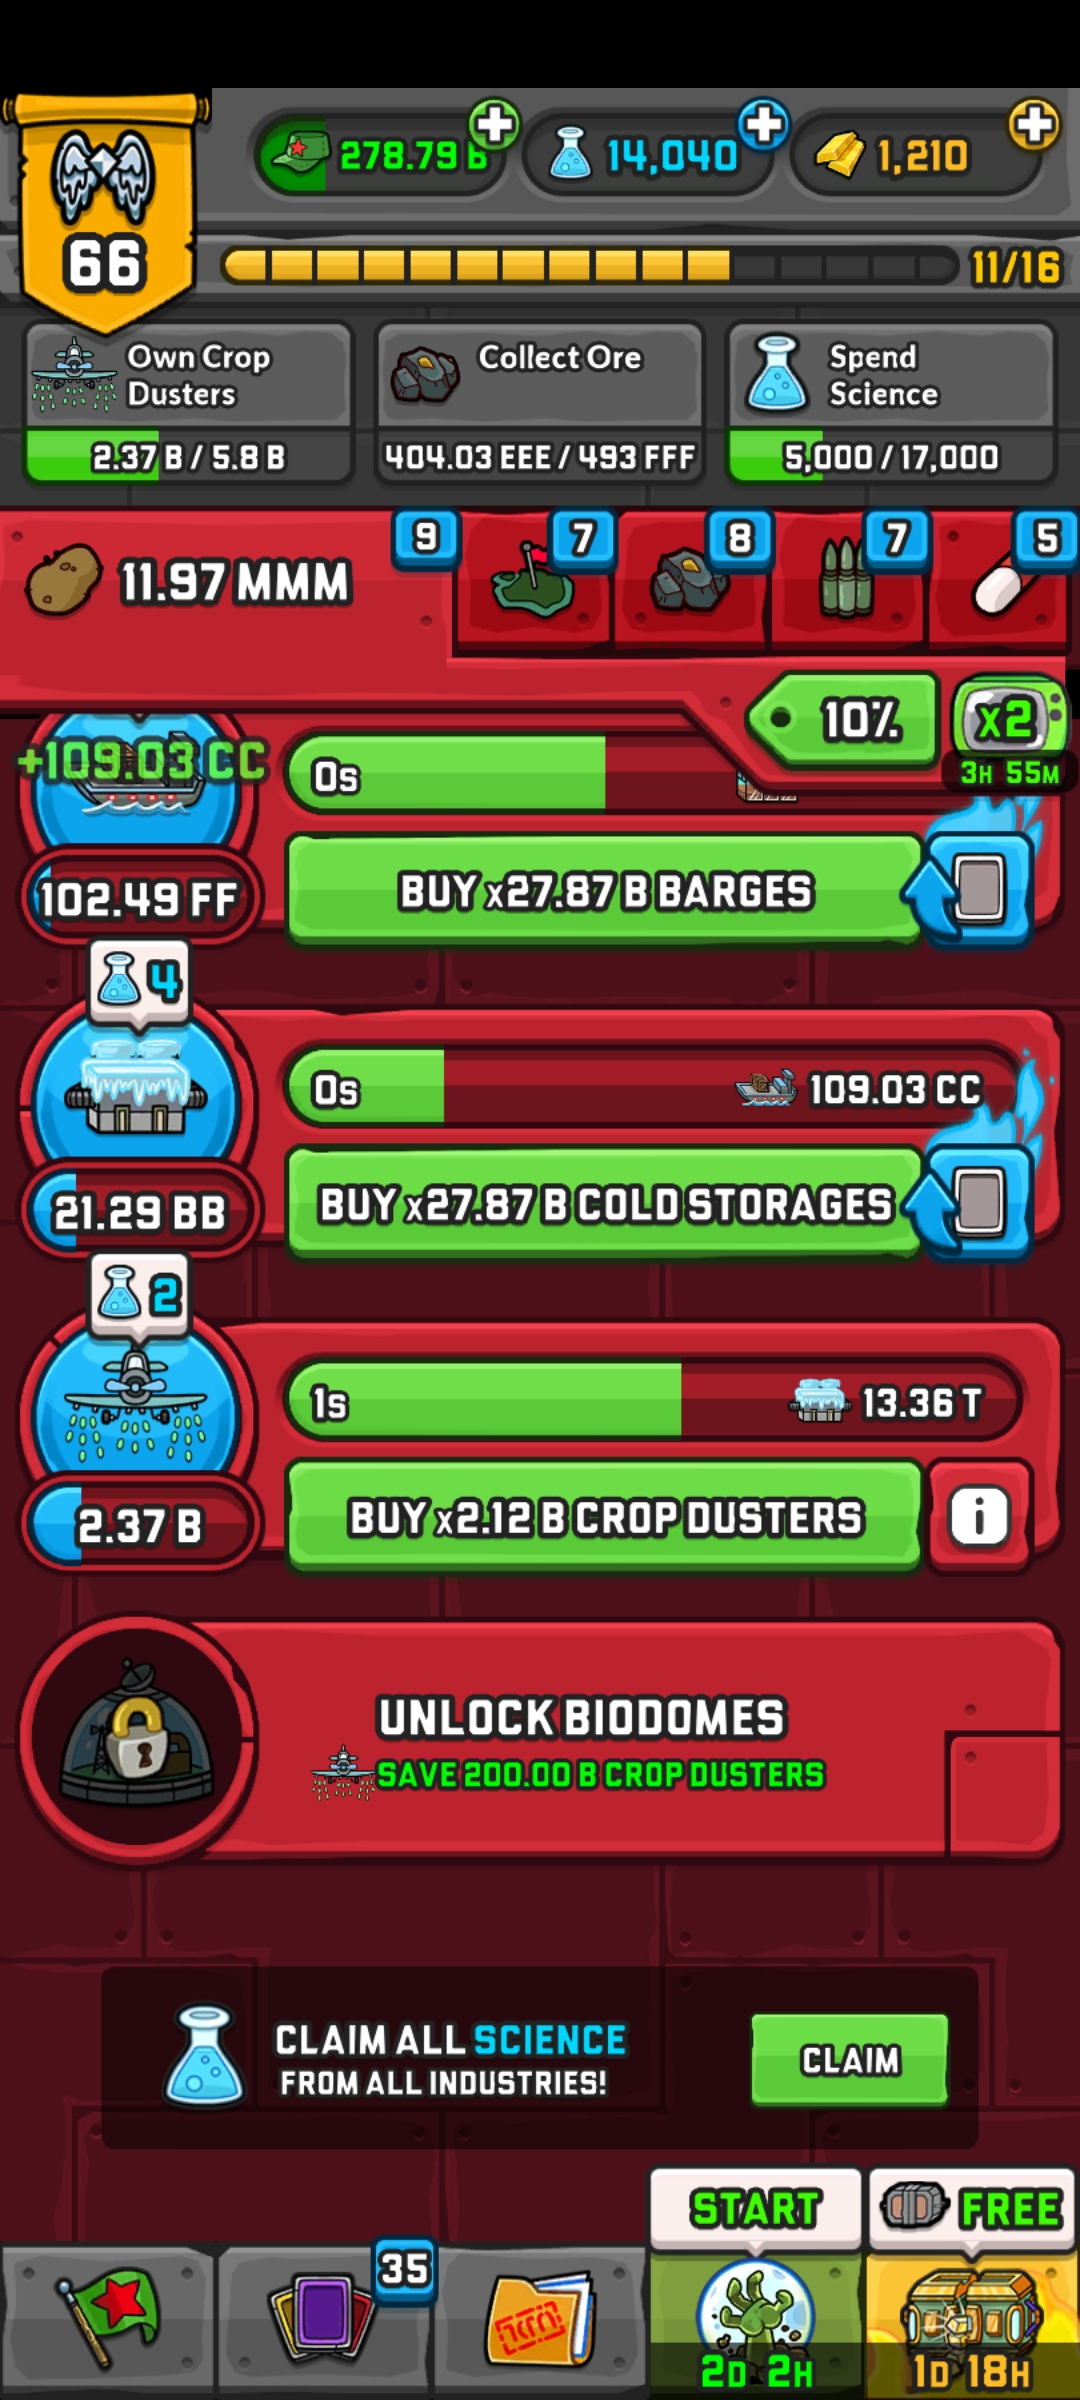 66
278.79 B
14,040
1,210
11/16
Own Crop
Dusters
2.37 B / 5.8 B
Collect Ore
404.03 EEE / 493 FFF
Spend
Science
5,000 / 17,000
11.97 MMM
9
7
8
7
5
10%
x2
3H 55M
+109.03 CC
0s
102.49 FF
BUY x27.87 B BARGES
4
0s
109.03 CC
21.29 BB
BUY x27.87 B COLD STORAGES
2
1s
13.36 T
2.37 B
BUY x2.12 B CROP DUSTERS
i
UNLOCK BIODOMES
SAVE 200.00 B CROP DUSTERS
CLAIM ALL SCIENCE
FROM ALL INDUSTRIES!
CLAIM
START
FREE
35
2D 2H
1D 18H